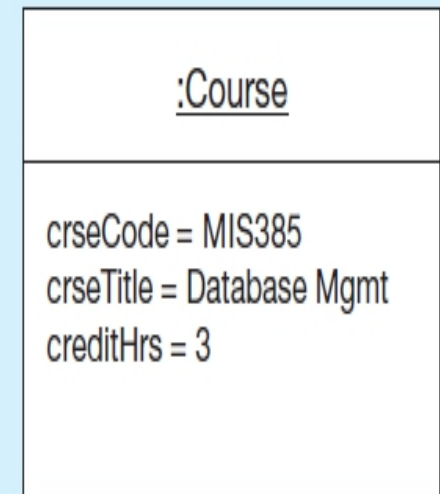 :Course
crseCode = MIS385
crseTitle = Database Mgmt
creditHrs = 3